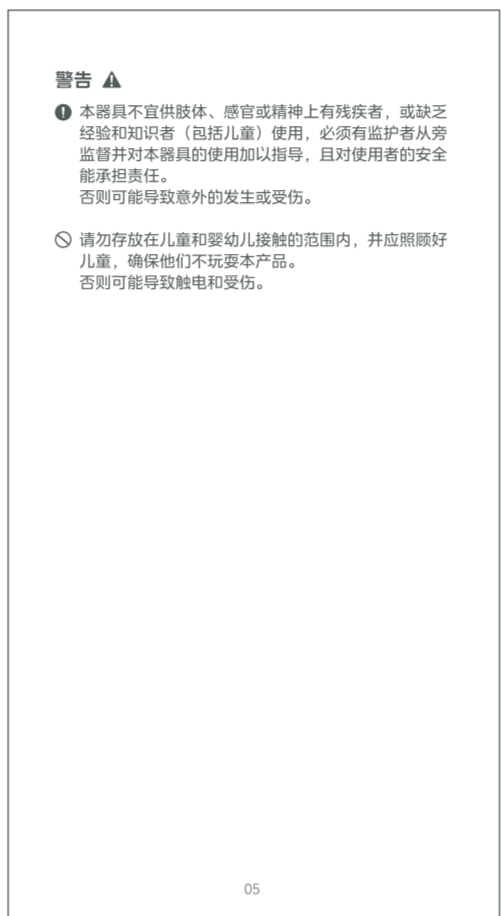 警告
本器具不宜供肢体、感官或精神上有残疾者，或缺乏
经验和知识者（包括儿童）使用，必须有监护者从旁
监督并对本器具的使用加以指导，且对使用者的安全
能承担责任。
否则可能导致意外的发生或受伤。
请勿存放在儿童和婴幼儿接触的范围内，并应照顾好
儿童，确保他们不玩耍本产品。
否则可能导致触电和受伤。
05